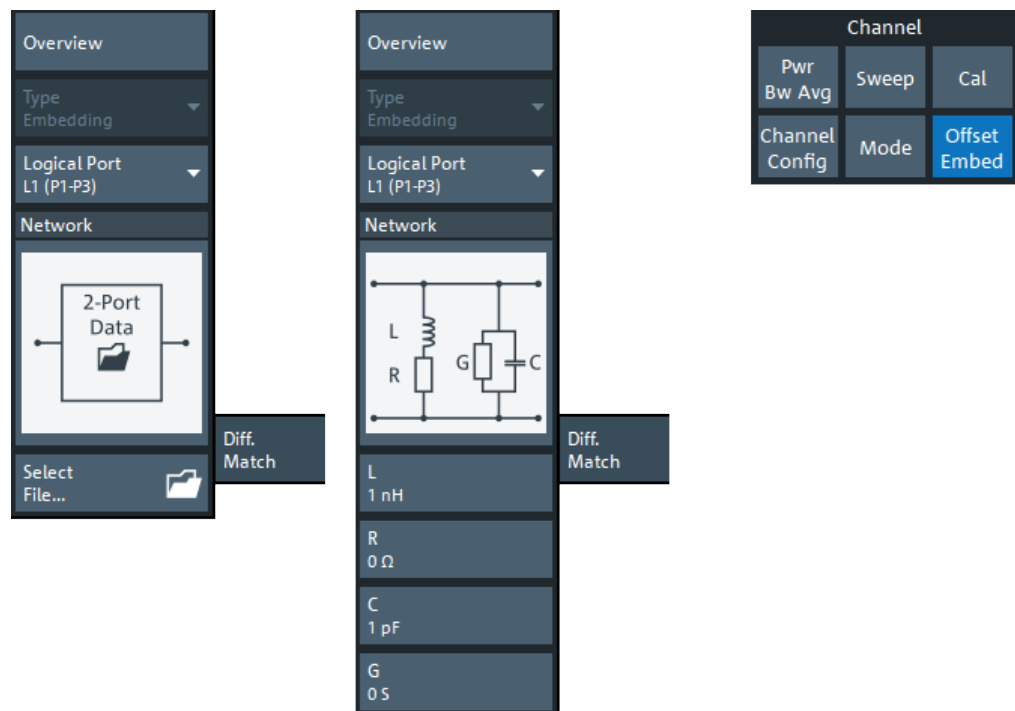 Overview
Type
Embedding
Logical Port
L1 (P1-P3)
Network
2-Port
Data
Select
File...
Diff.
Match
Overview
Type
Embedding
Logical Port
L1 (P1-P3)
Network
L
R
G
C
L
1 nH
R
0 Ω
C
1 pF
G
0 S
Diff.
Match
Channel
Pwr
Bw Avg
Sweep
Cal
Channel
Config
Mode
Offset
Embed